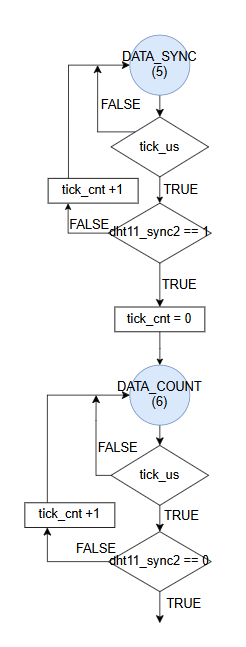 DATA_SYNC
(5)
FALSE
tick_us
TRUE
tick_cnt +1
FALSE
dht11_sync2 == 1
TRUE
tick_cnt = 0
DATA_COUNT
(6)
FALSE
tick_us
TRUE
tick_cnt +1
FALSE
dht11_sync2 == 0
TRUE